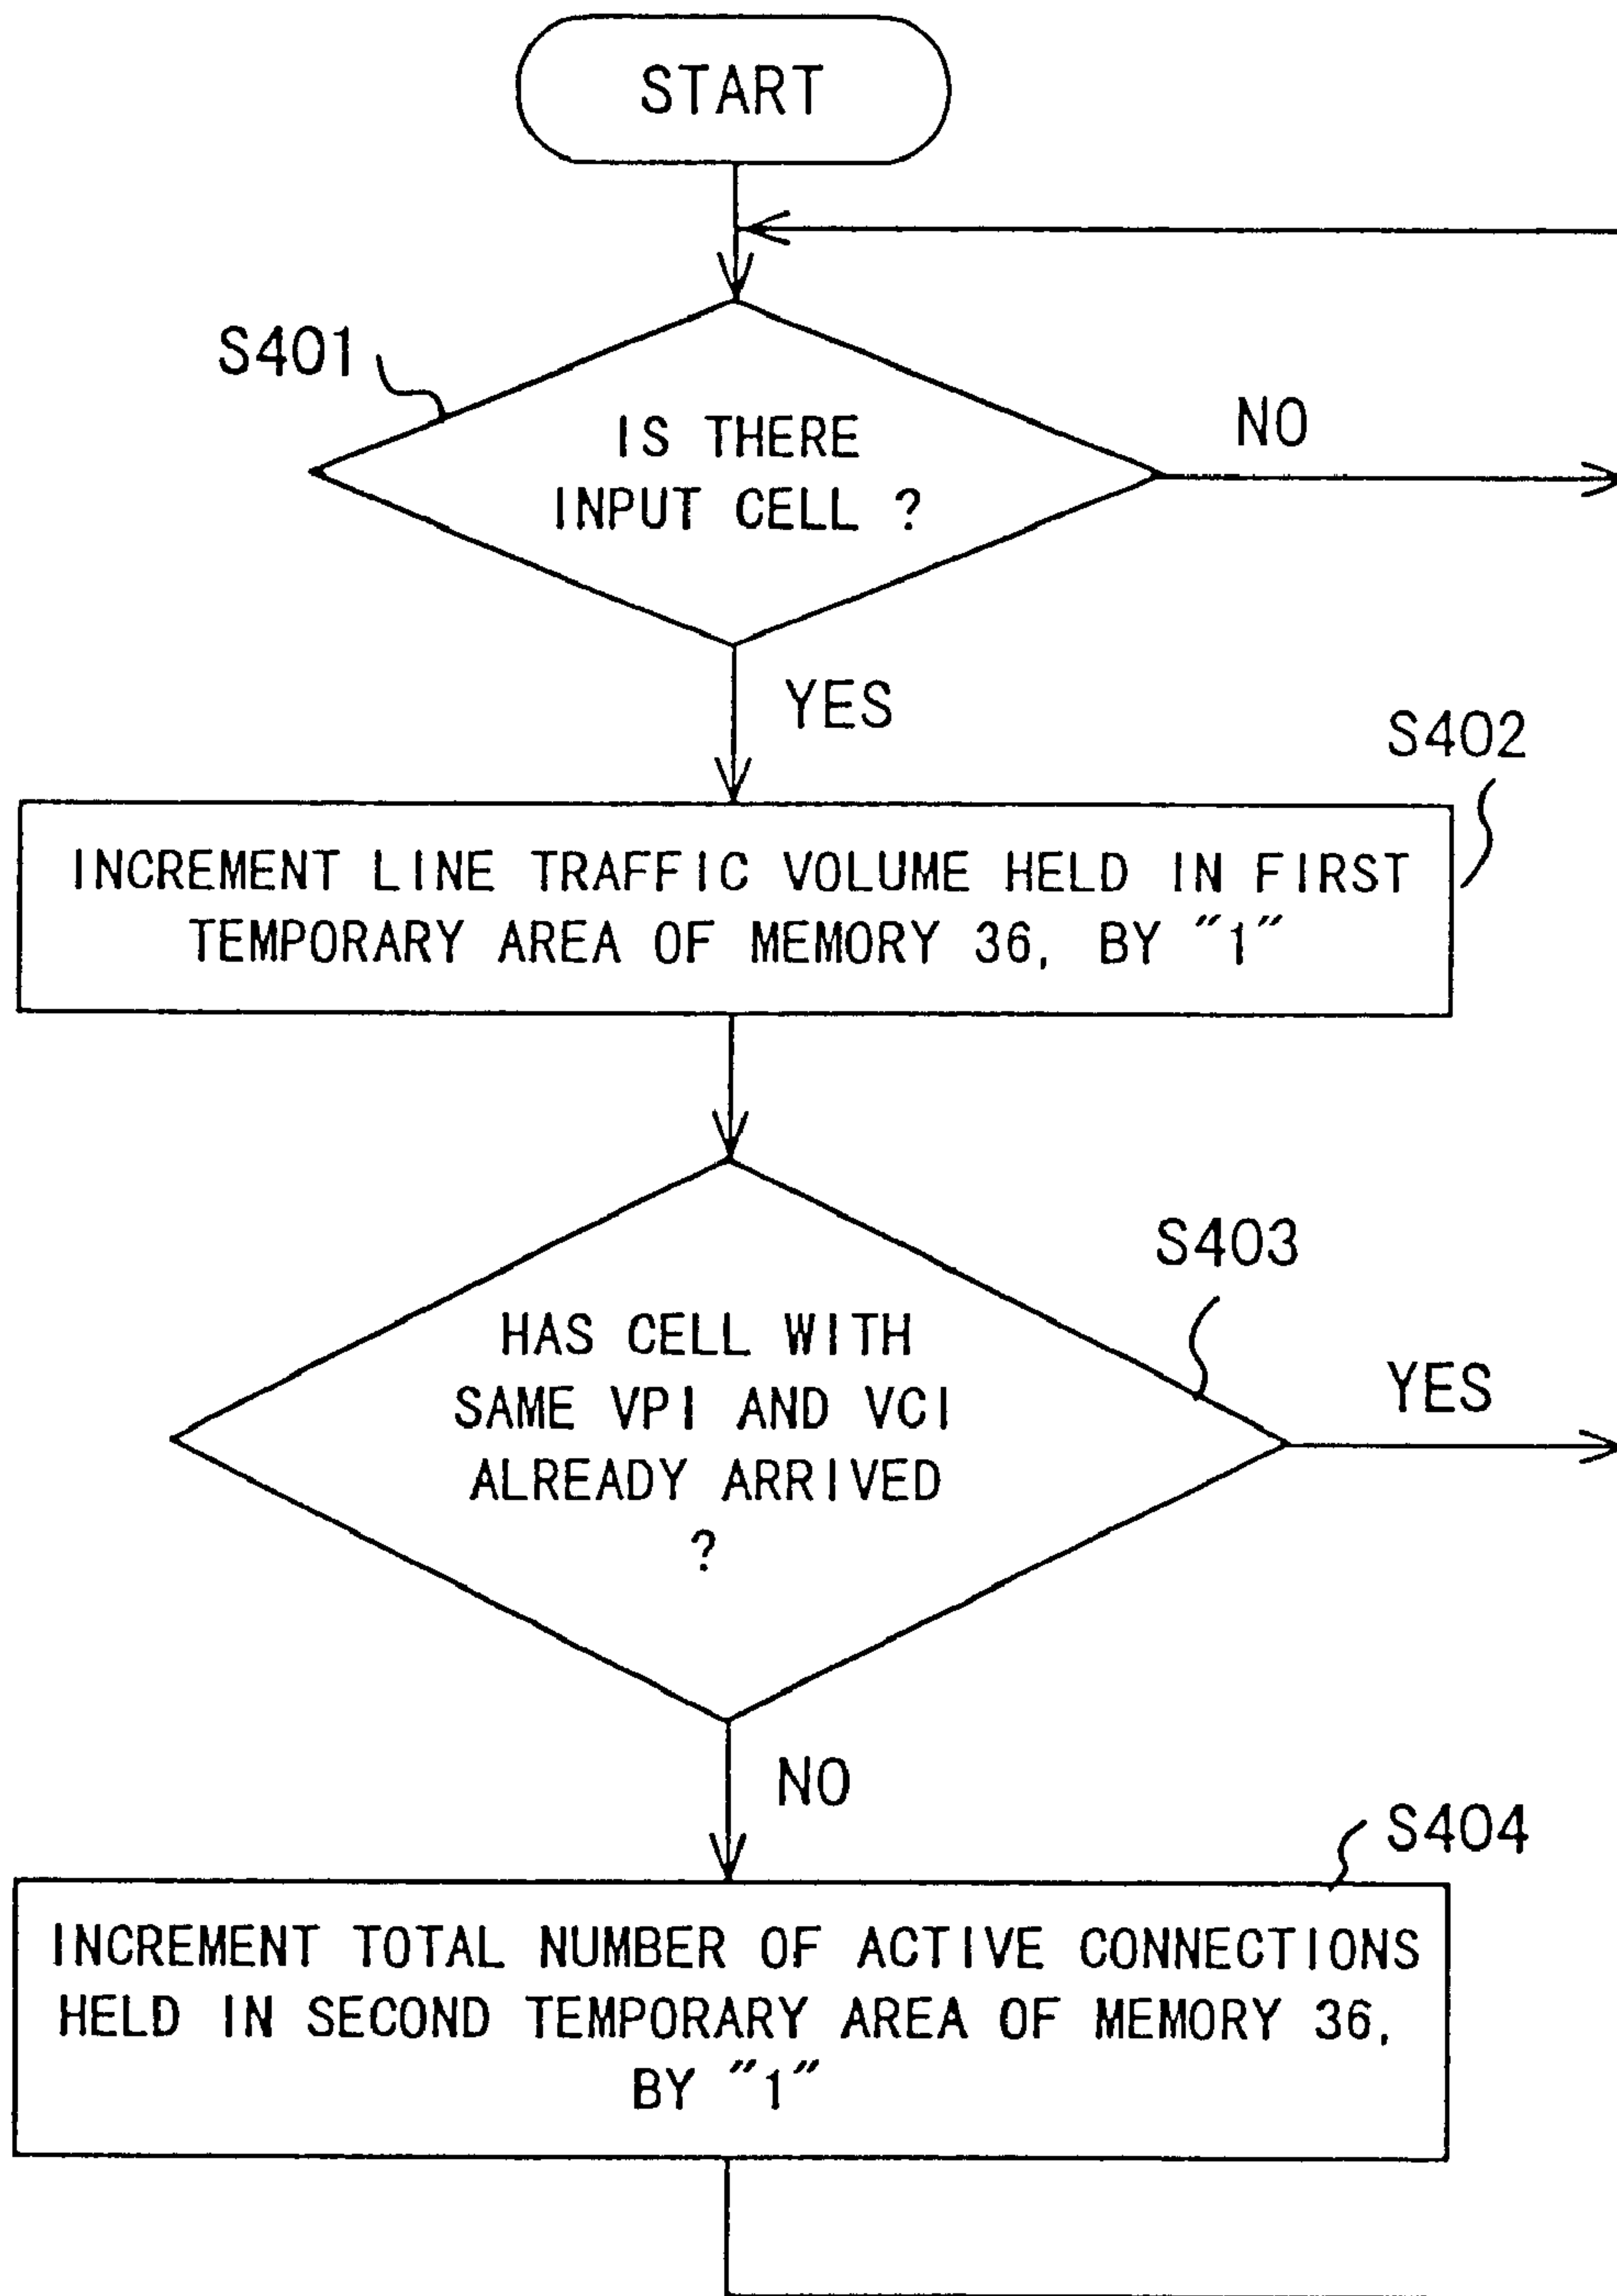 START
S401
IS THERE
INPUT CELL ?
NO
YES
S402
INCREMENT LINE TRAFFIC VOLUME HELD IN FIRST
TEMPORARY AREA OF MEMORY 36, BY "1"
S403
HAS CELL WITH
SAME VPI AND VCI
ALREADY ARRIVED
?
YES
NO
S404
INCREMENT TOTAL NUMBER OF ACTIVE CONNECTIONS
HELD IN SECOND TEMPORARY AREA OF MEMORY 36,
BY "1"